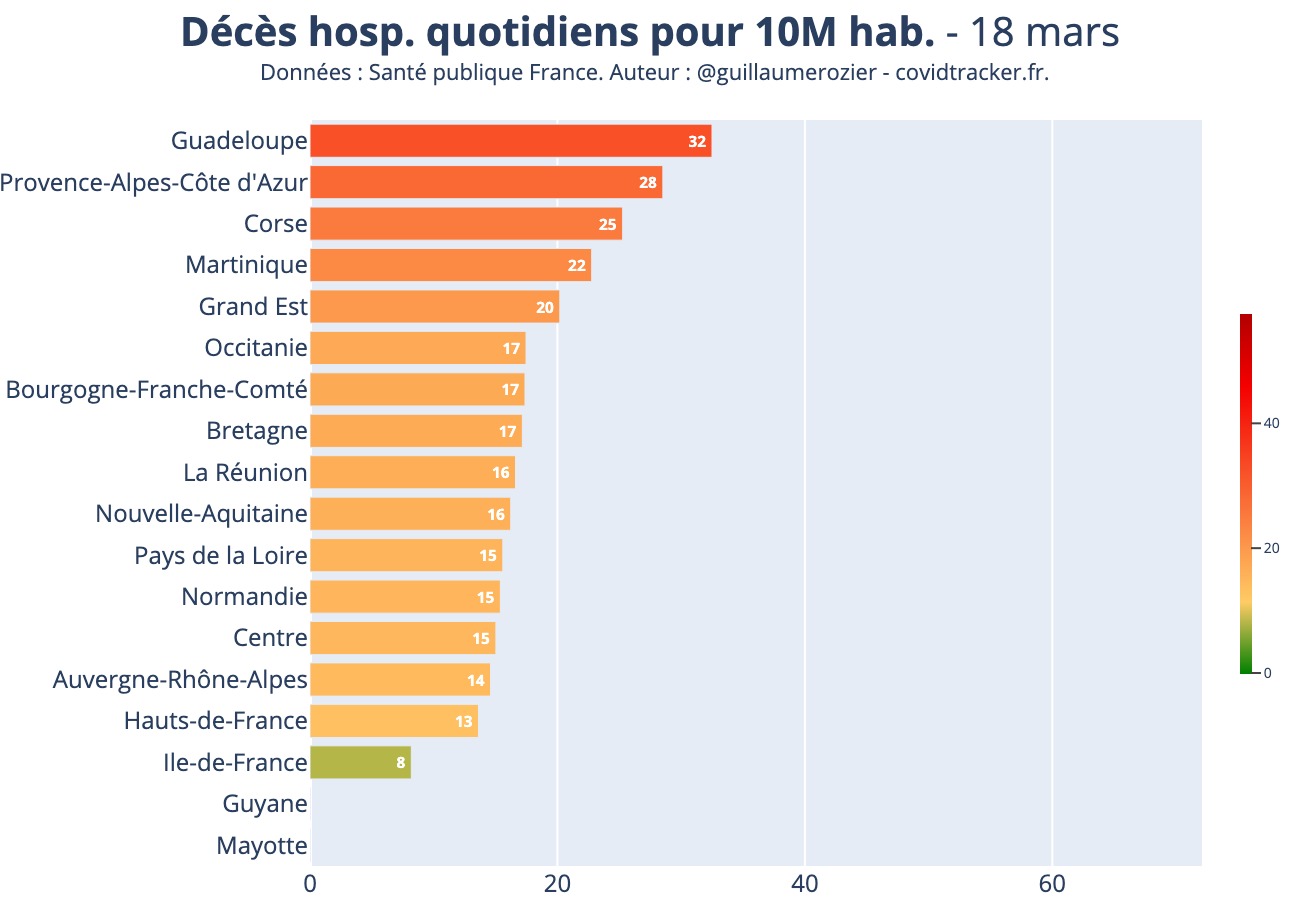 Décès hosp. quotidiens pour 10M hab. - 18 mars
Données : Santé publique France. Auteur : @guillaumerozier - covidtracker.fr.
Guadeloupe 32
Provence-Alpes-Côte d'Azur 28
Corse 25
Martinique 22
Grand Est 20
Occitanie 17
Bourgogne-Franche-Comté 17
Bretagne 17
La Réunion 16
Nouvelle-Aquitaine 16
Pays de la Loire 15
Normandie 15
Centre 15
Auvergne-Rhône-Alpes 14
Hauts-de-France 13
Ile-de-France 8
Guyane
Mayotte
0 20 40 60
40
20
0